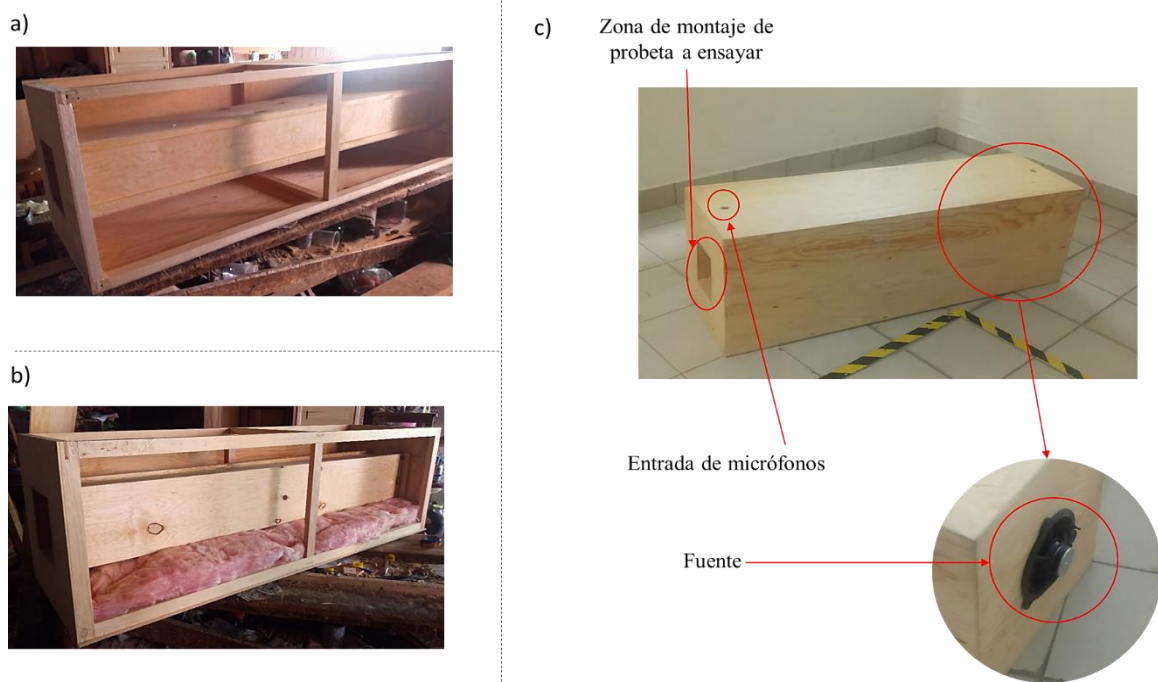 a)
b)
c)
Zona de montaje de
probeta a ensayar
Entrada de micrófonos
Fuente